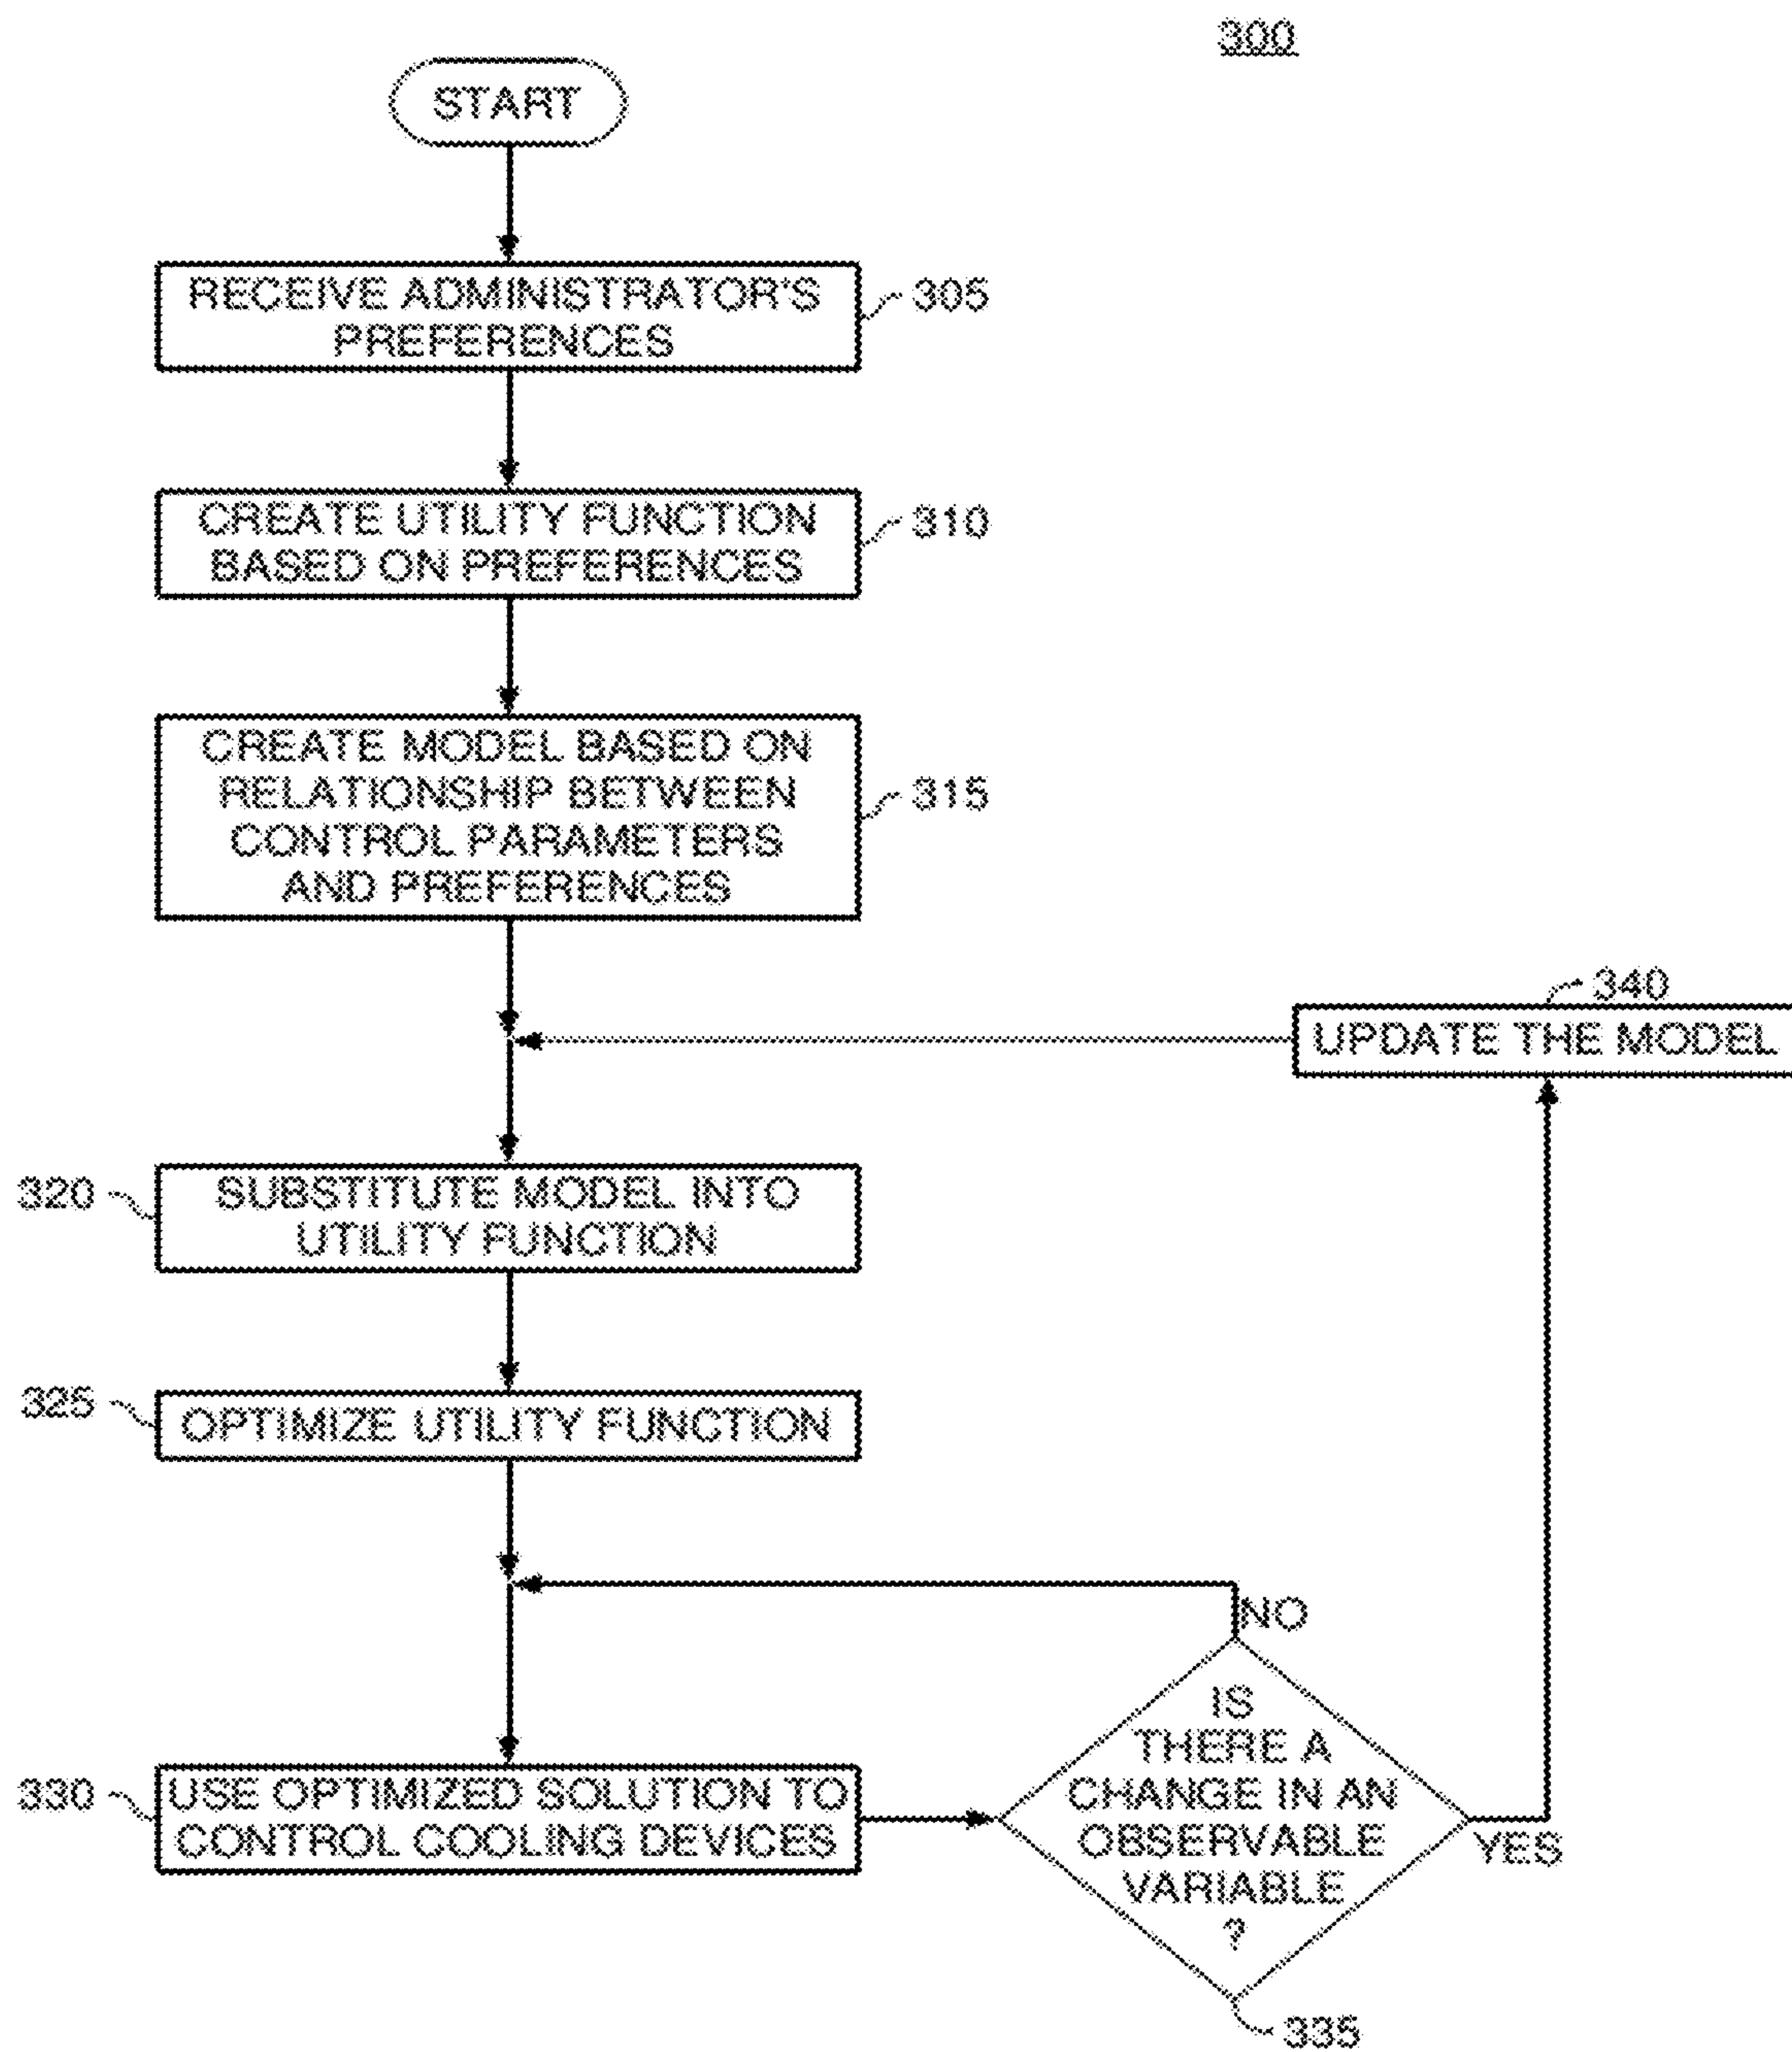 300
START
RECEIVE ADMINISTRATOR'S
PREFERENCES
305
CREATE UTILITY FUNCTION
BASED ON PREFERENCES
310
CREATE MODEL BASED ON
RELATIONSHIP BETWEEN
CONTROL PARAMETERS
AND PREFERENCES
315
340
UPDATE THE MODEL
320
SUBSTITUTE MODEL INTO
UTILITY FUNCTION
325
OPTIMIZE UTILITY FUNCTION
NO
330
USE OPTIMIZED SOLUTION TO
CONTROL COOLING DEVICES
IS
THERE A
CHANGE IN AN
OBSERVABLE
VARIABLE
?
YES
335